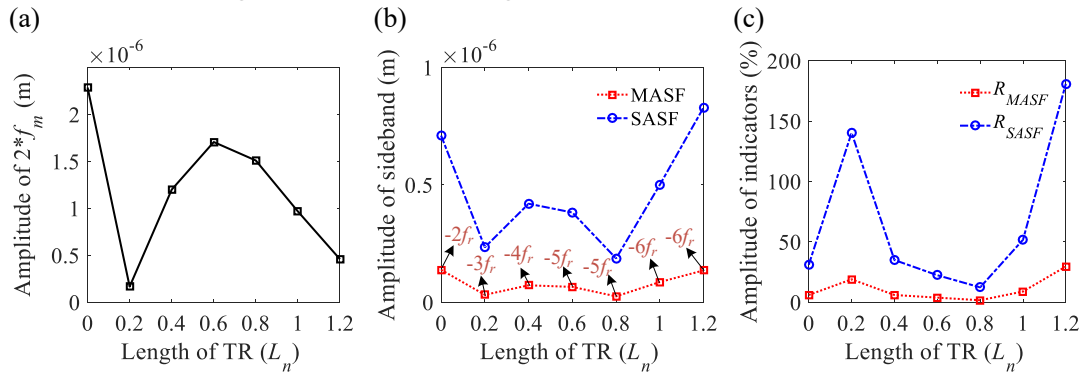 (a)
×10^-6
Amplitude of 2*f_m (m)
2
1.5
1
0.5
0
0 0.2 0.4 0.6 0.8 1 1.2
Length of TR (L_n)
(b)
×10^-6
Amplitude of sideband (m)
1
0.5
0
MASF
SASF
-2f_r
-3f_r
-4f_r
-5f_r
-5f_r
-6f_r
-6f_r
0 0.2 0.4 0.6 0.8 1 1.2
Length of TR (L_n)
(c)
Amplitude of indicators (%)
200
150
100
50
0
R_MASF
R_SASF
0 0.2 0.4 0.6 0.8 1 1.2
Length of TR (L_n)